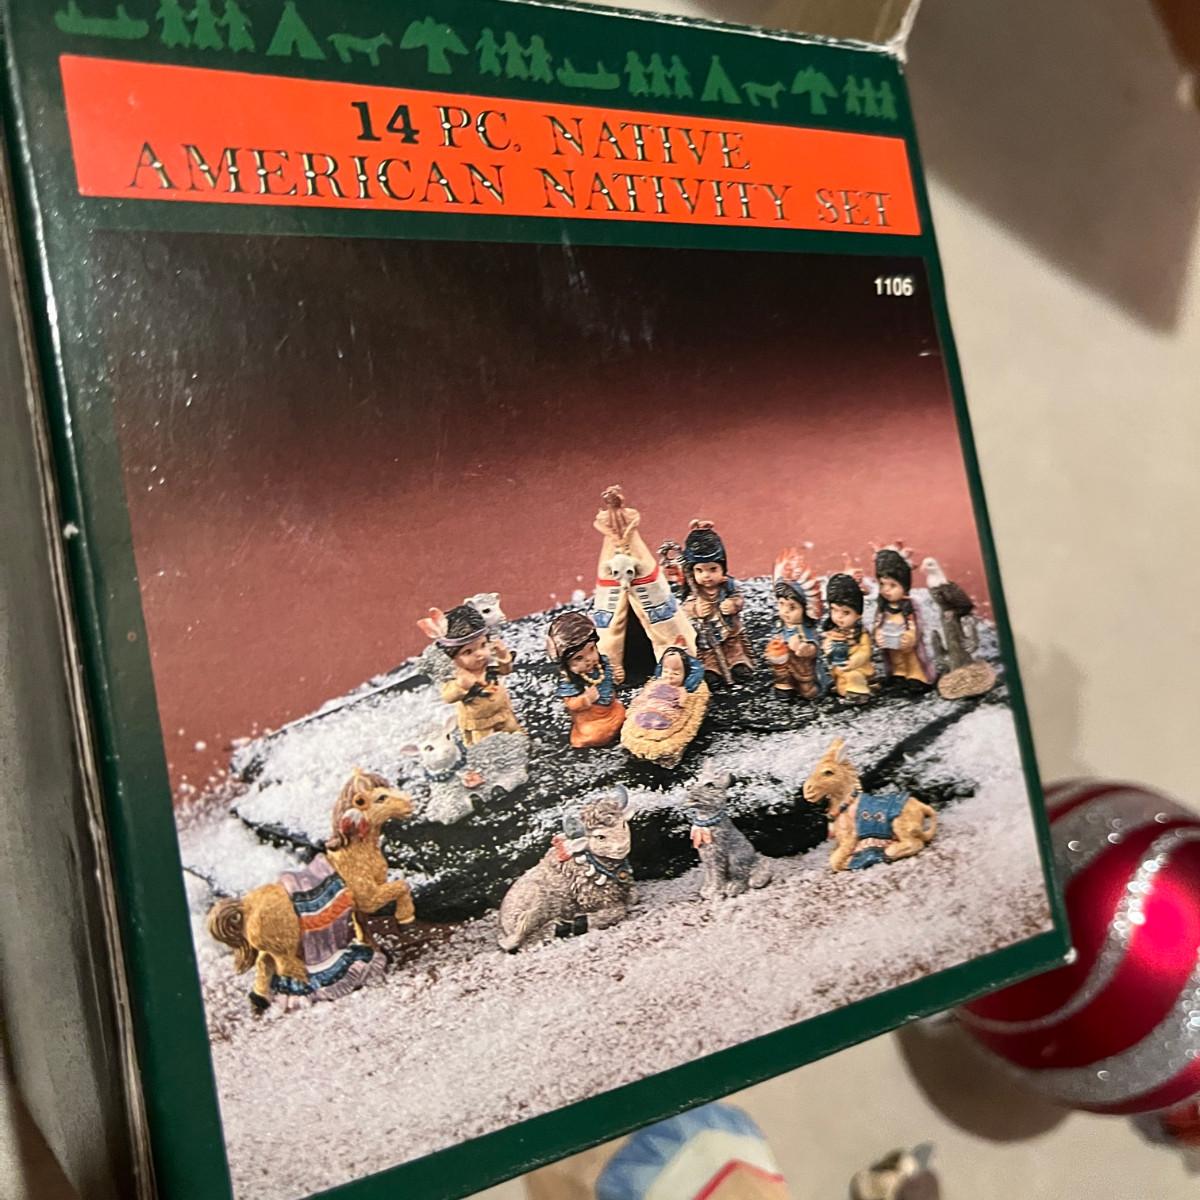 14 PC. NATIVE
AMERICAN NATIVITY SET
1106